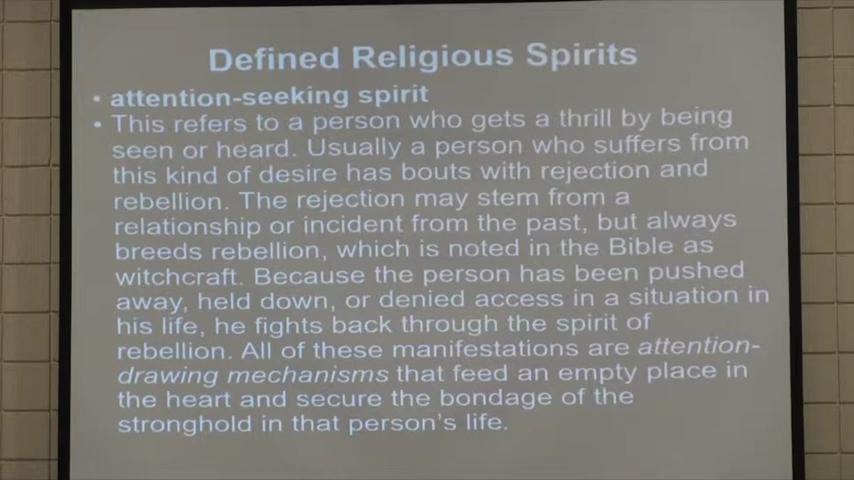 Defined Religious Spirits
• attention-seeking spirit
• This refers to a person who gets a thrill by being
seen or heard. Usually a person who suffers from
this kind of desire has bouts with rejection and
rebellion. The rejection may stem from a
relationship or incident from the past, but always
breeds rebellion, which is noted in the Bible as
witchcraft. Because the person has been pushed
away, held down, or denied access in a situation in
his life, he fights back through the spirit of
rebellion. All of these manifestations are attention-
drawing mechanisms that feed an empty place in
the heart and secure the bondage of the
stronghold in that person's life.